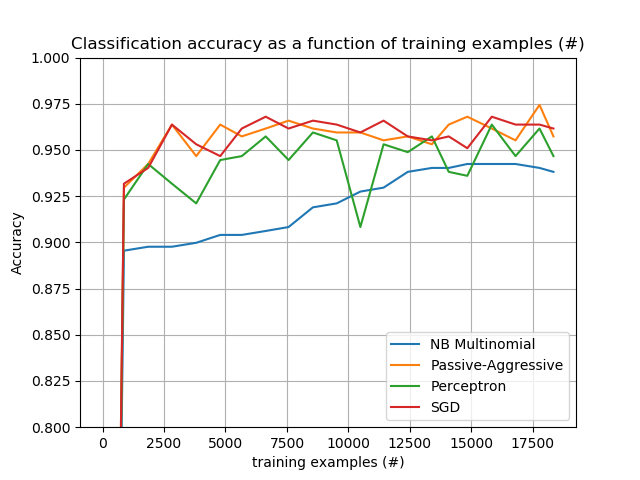 Classification accuracy as a function of training examples (#)
1.000
0.975
0.950
0.925
0.900
0.875
0.850
0.825
0.800
Accuracy
NB Multinomial
Passive-Aggressive
Perceptron
SGD
0 2500 5000 7500 10000 12500 15000 17500
training examples (#)